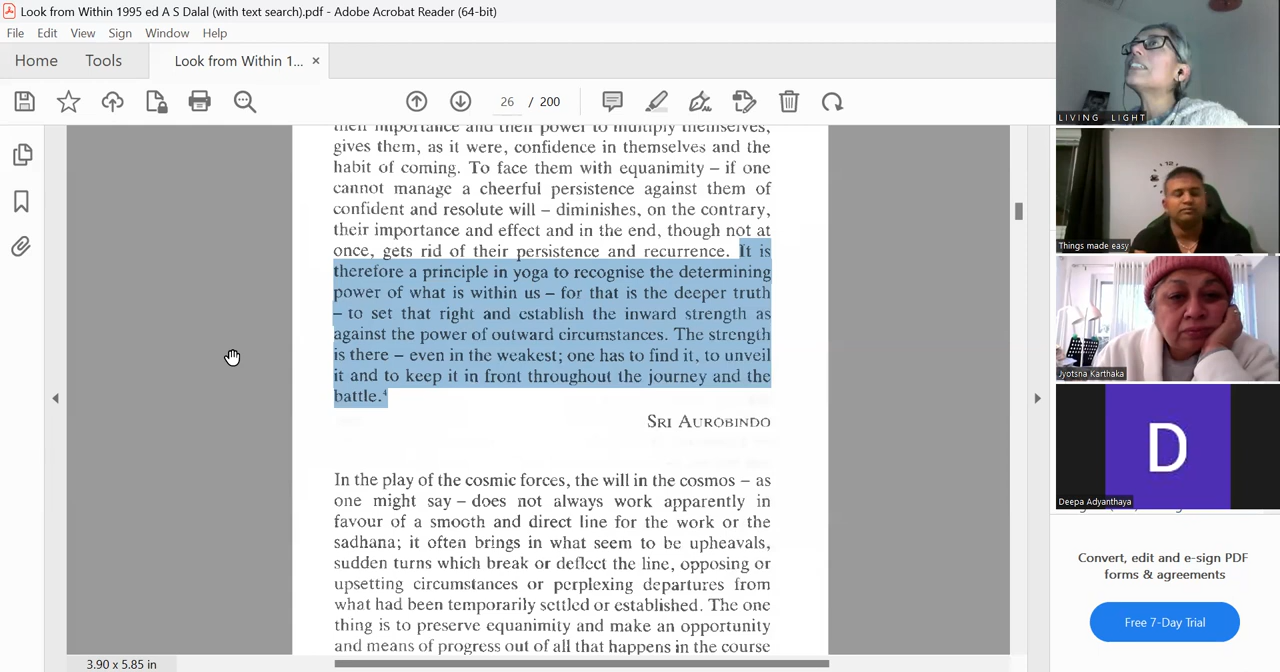 Look from Within 1995 ed A S Dalal (with text search).pdf - Adobe Acrobat Reader (64-bit)
File Edit View Sign Window Help
Home Tools Look from Within 1... ×
26 / 200
their importance and their power to multiply themselves,
gives them, as it were, confidence in themselves and the
habit of coming. To face them with equanimity – if one
cannot manage a cheerful persistence against them of
confident and resolute will – diminishes, on the contrary,
their importance and effect and in the end, though not at
once, gets rid of their persistence and recurrence. It is
therefore a principle in yoga to recognise the determining
power of what is within us – for that is the deeper truth
– to set that right and establish the inward strength as
against the power of outward circumstances. The strength
is there – even in the weakest; one has to find it, to unveil
it and to keep it in front throughout the journey and the
battle.⁴
SRI AUROBINDO
In the play of the cosmic forces, the will in the cosmos – as
one might say – does not always work apparently in
favour of a smooth and direct line for the work or the
sadhana; it often brings in what seem to be upheavals,
sudden turns which break or deflect the line, opposing or
upsetting circumstances or perplexing departures from
what had been temporarily settled or established. The one
thing is to preserve equanimity and make an opportunity
and means of progress out of all that happens in the course
3.90 x 5.85 in
LIVING LIGHT
Things made easy
Jyotsna Karthaka
D
Deepa Adyanthaya
Convert, edit and e-sign PDF
forms & agreements
Free 7-Day Trial